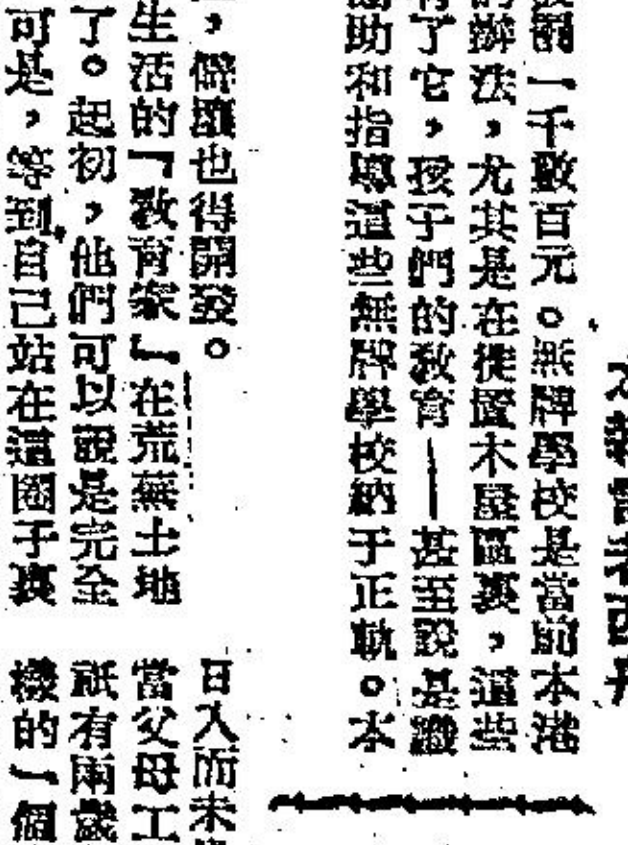 一千數百元。無牌學校是當前本港
辦法,尤其是在徙置木屋區裏,這些
了它,孩子們的敎育——甚至說是識
助和指導這些無牌學校納于正軌。本
,僻壤也得開發。
生活的『敎育家』在荒蕪土地
了。起初,他們可以說是完全
可是,等到自己站在這圈子裏
日入而未
當父母工
祇有兩歲
樣的一個